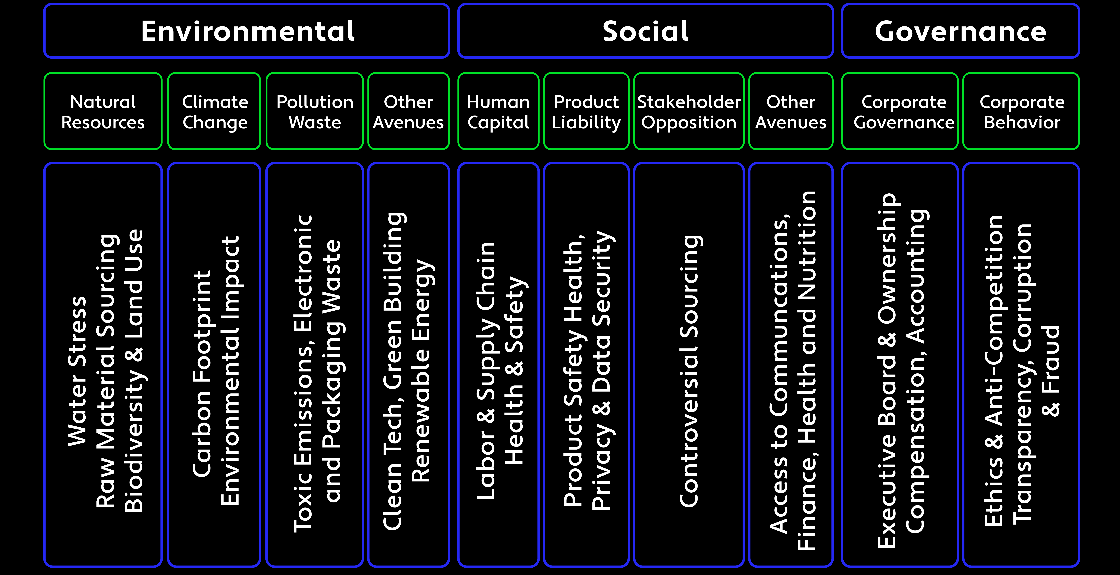 Environmental
Social
Governance
Natural
Resources
Climate
Change
Pollution
Waste
Other
Avenues
Human
Capital
Product
Liability
Stakeholder
Opposition
Other
Avenues
Corporate
Governance
Corporate
Behavior
Water Stress
Raw Material Sourcing
Biodiversity & Land Use
Carbon Footprint
Environmental Impact
Toxic Emissions, Electronic
and Packaging Waste
Clean Tech, Green Building
Renewable Energy
Labor & Supply Chain
Health & Safety
Product Safety Health,
Privacy & Data Security
Controversial Sourcing
Access to Communcations,
Finance, Health and Nutrition
Executive Board & Ownership
Compensation, Accounting
Ethics & Anti-Competition
Transparency, Corruption
& Fraud